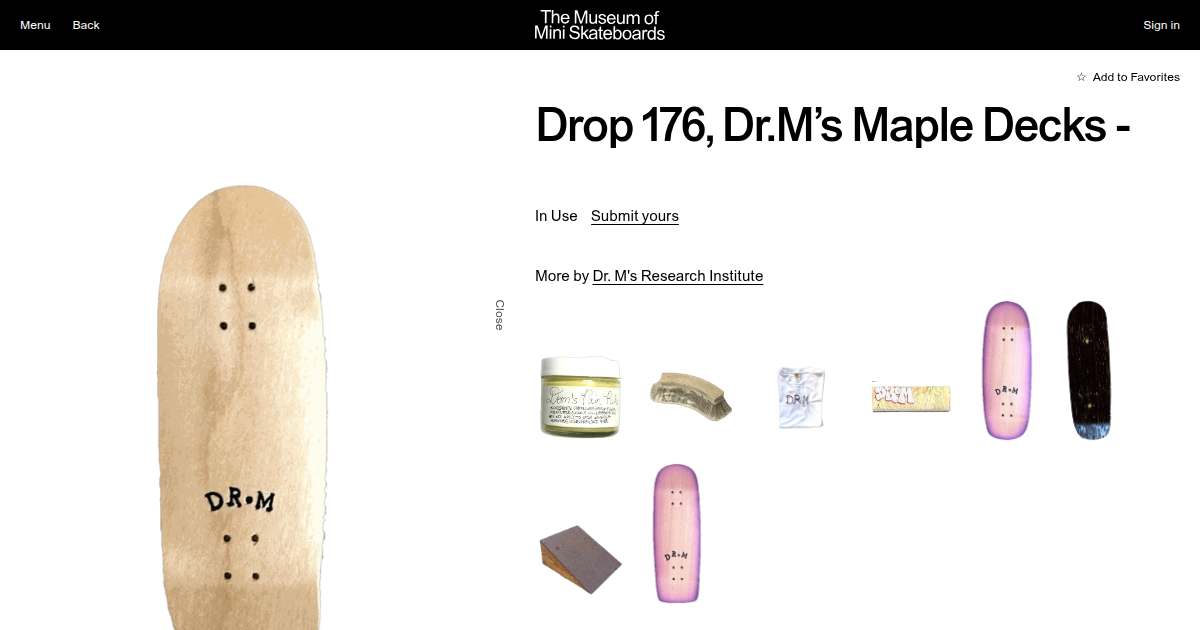 Menu
Back
The Museum of
Mini Skateboards
Sign in
☆ Add to Favorites
Drop 176, Dr.M’s Maple Decks -
In Use
Submit yours
More by Dr. M's Research Institute
Close
DR•M
DRM
DR•M
DR•M